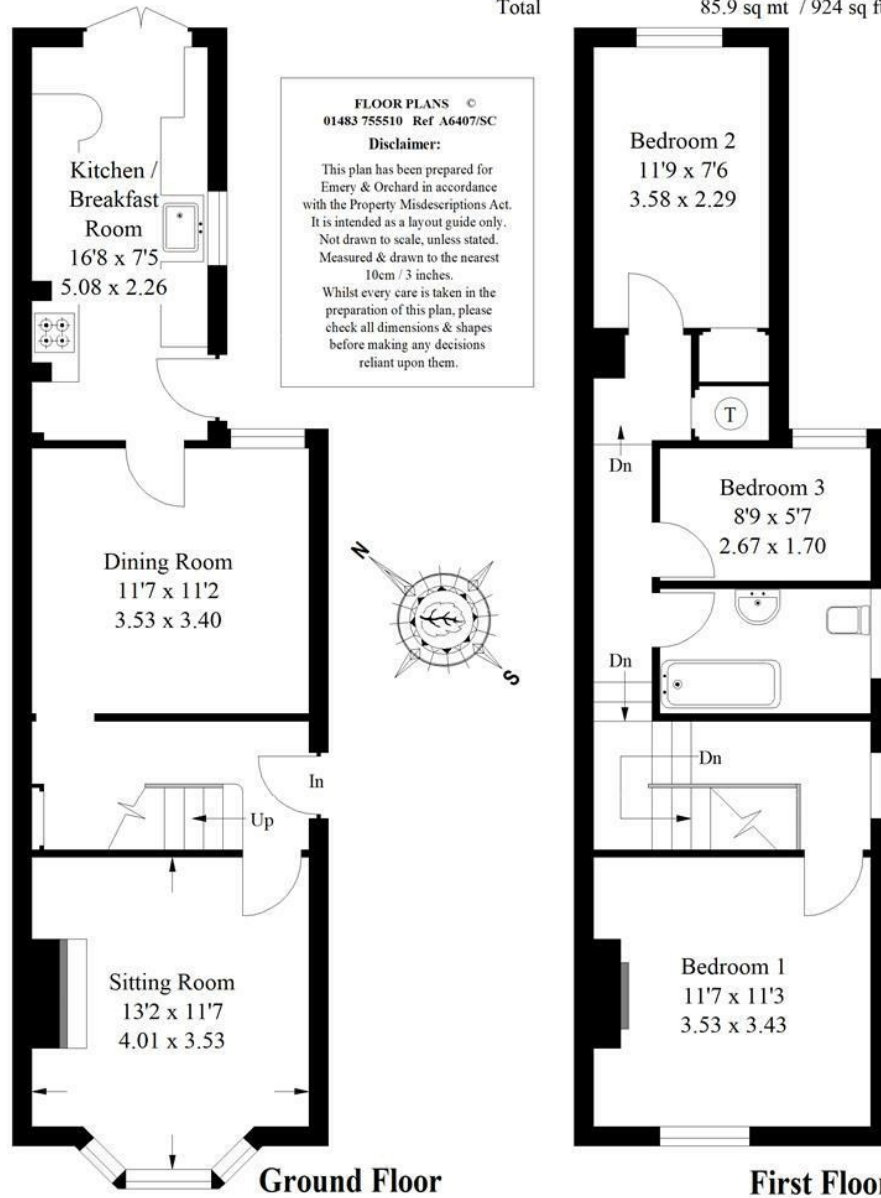 Total 85.9 sq mt / 924 sq ft
FLOOR PLANS ©
01483 755510 Ref A6407/SC
Disclaimer:
This plan has been prepared for
Emery & Orchard in accordance
with the Property Misdescriptions Act.
It is intended as a layout guide only.
Not drawn to scale, unless stated.
Measured & drawn to the nearest
10cm / 3 inches.
Whilst every care is taken in the
preparation of this plan, please
check all dimensions & shapes
before making any decisions
reliant upon them.
Kitchen /
Breakfast
Room
16'8 x 7'5
5.08 x 2.26
Dining Room
11'7 x 11'2
3.53 x 3.40
In
Up
Sitting Room
13'2 x 11'7
4.01 x 3.53
Ground Floor
N
S
Bedroom 2
11'9 x 7'6
3.58 x 2.29
T
Dn
Bedroom 3
8'9 x 5'7
2.67 x 1.70
Dn
Dn
Bedroom 1
11'7 x 11'3
3.53 x 3.43
First Floor